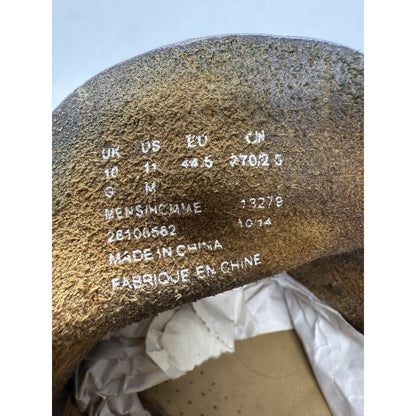 UK US EU CN
10 11 44.5 270/2.5
G M
MENS/HOMME 13279
26100562 10/14
MADE IN CHINA
FABRIQUE EN CHINE